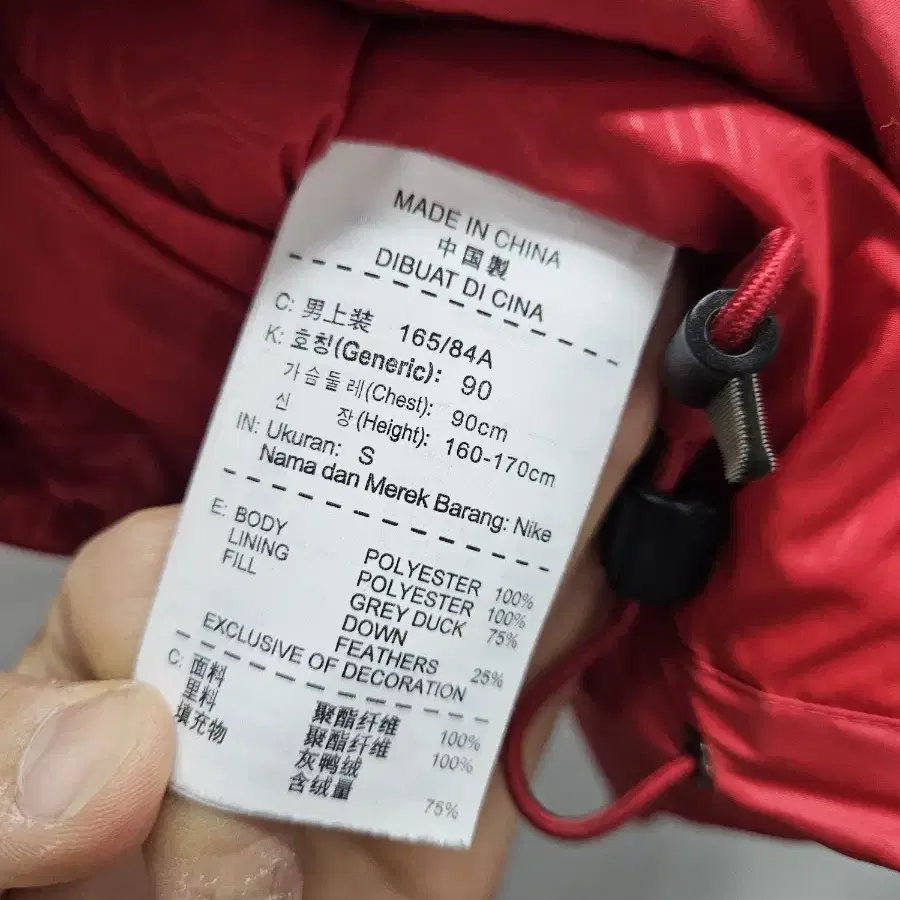 MADE IN CHINA
中国製
DIBUAT DI CINA
C: 男上装 165/84A
K: 호칭(Generic): 90
가슴둘레(Chest): 90cm
신 장(Height): 160-170cm
IN: Ukuran: S
Nama dan Merek Barang: Nike
E: BODY POLYESTER 100%
LINING POLYESTER 100%
FILL GREY DUCK 75%
DOWN
FEATHERS 25%
EXCLUSIVE OF DECORATION
C: 面料 聚酯纤维 100%
里料 聚酯纤维 100%
填充物 灰鸭绒
含绒量 75%